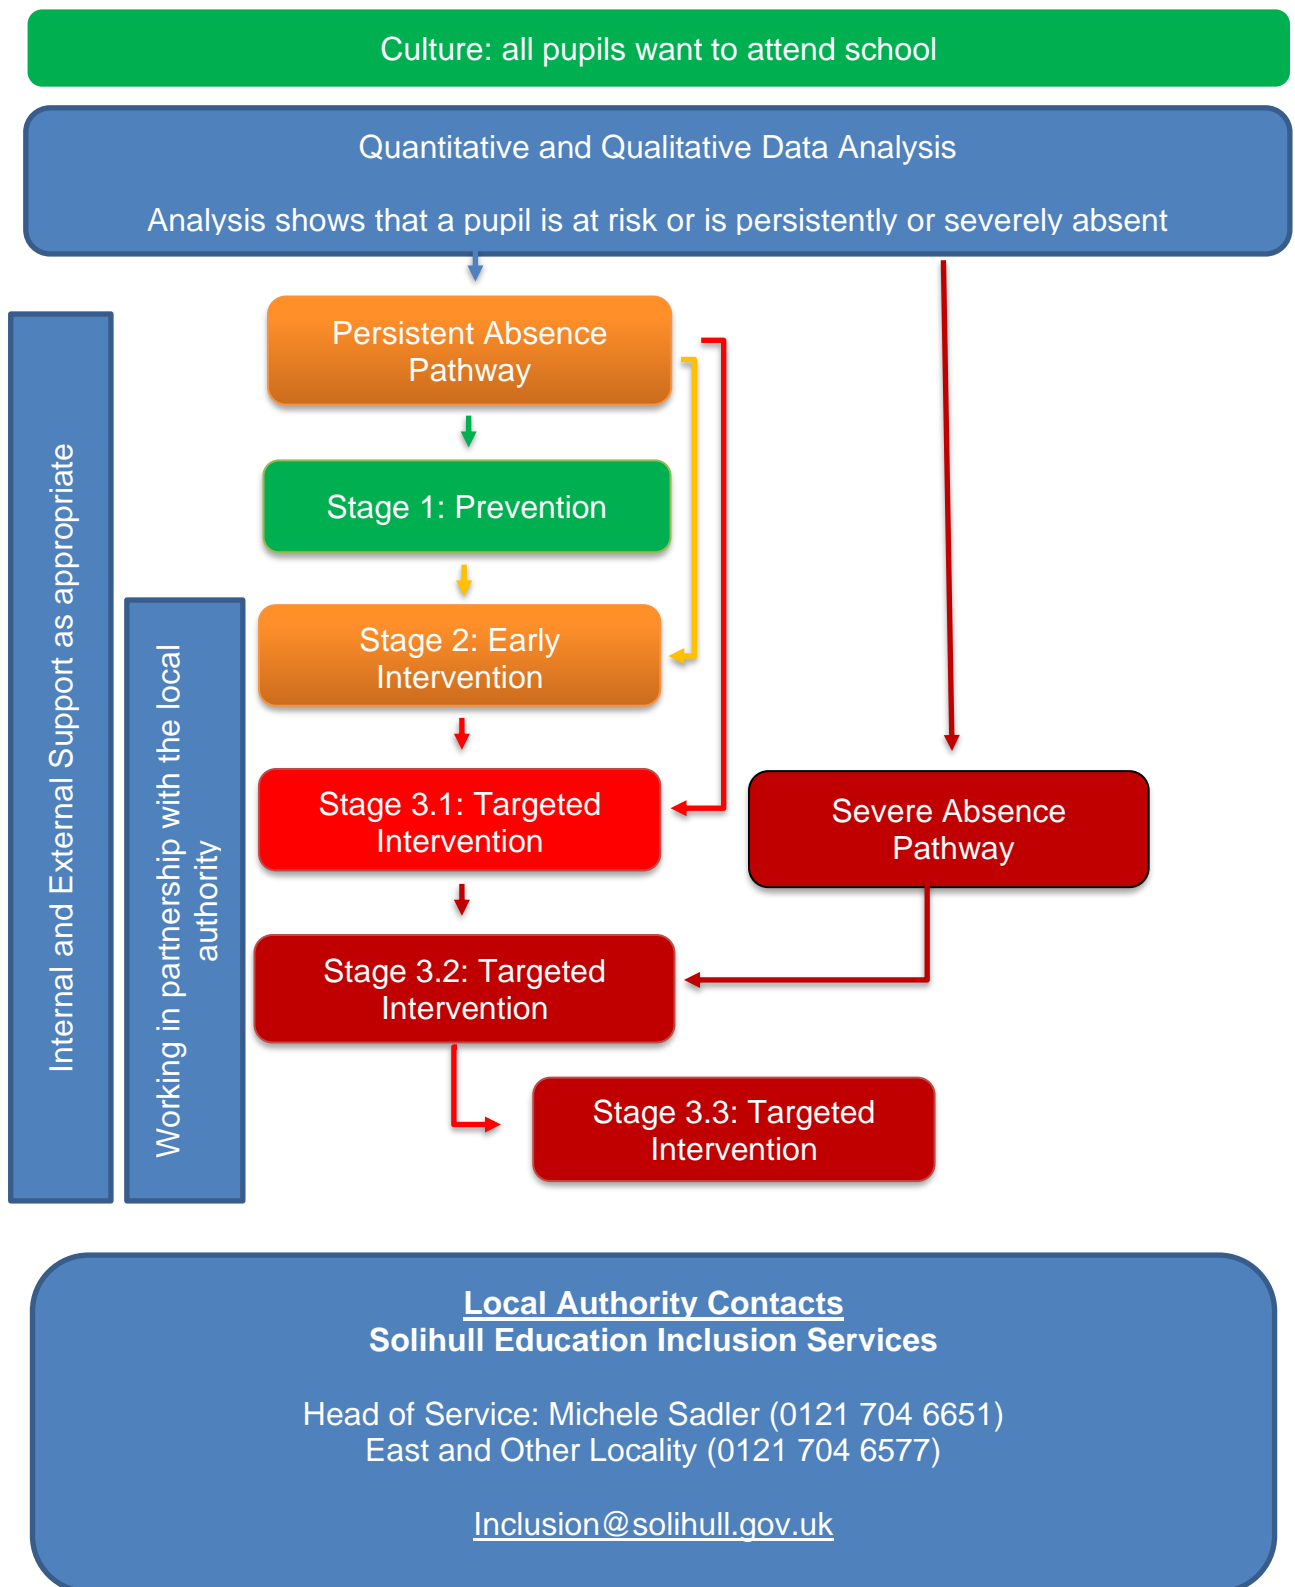 Culture: all pupils want to attend school
Quantitative and Qualitative Data Analysis
Analysis shows that a pupil is at risk or is persistently or severely absent
Internal and External Support as appropriate
Working in partnership with the local
authority
Persistent Absence
Pathway
Stage 1: Prevention
Stage 2: Early
Intervention
Stage 3.1: Targeted
Intervention
Severe Absence
Pathway
Stage 3.2: Targeted
Intervention
Stage 3.3: Targeted
Intervention
Local Authority Contacts
Solihull Education Inclusion Services
Head of Service: Michele Sadler (0121 704 6651)
East and Other Locality (0121 704 6577)
Inclusion@solihull.gov.uk